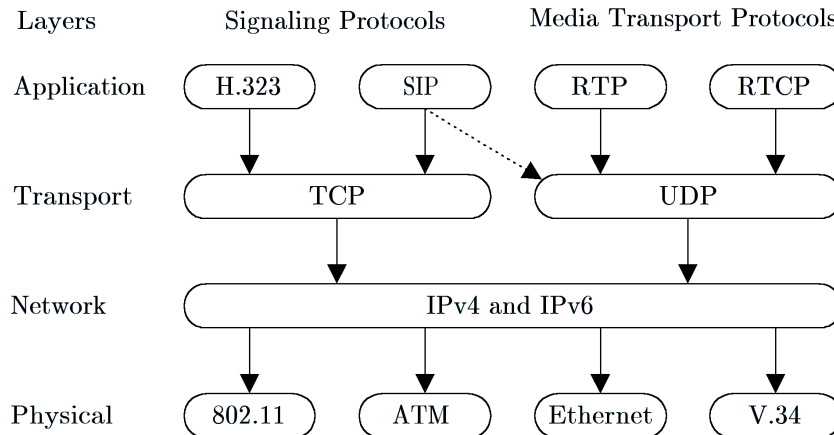 Layers Signaling Protocols Media Transport Protocols
Application H.323 SIP RTP RTCP
Transport TCP UDP
Network IPv4 and IPv6
Physical 802.11 ATM Ethernet V.34